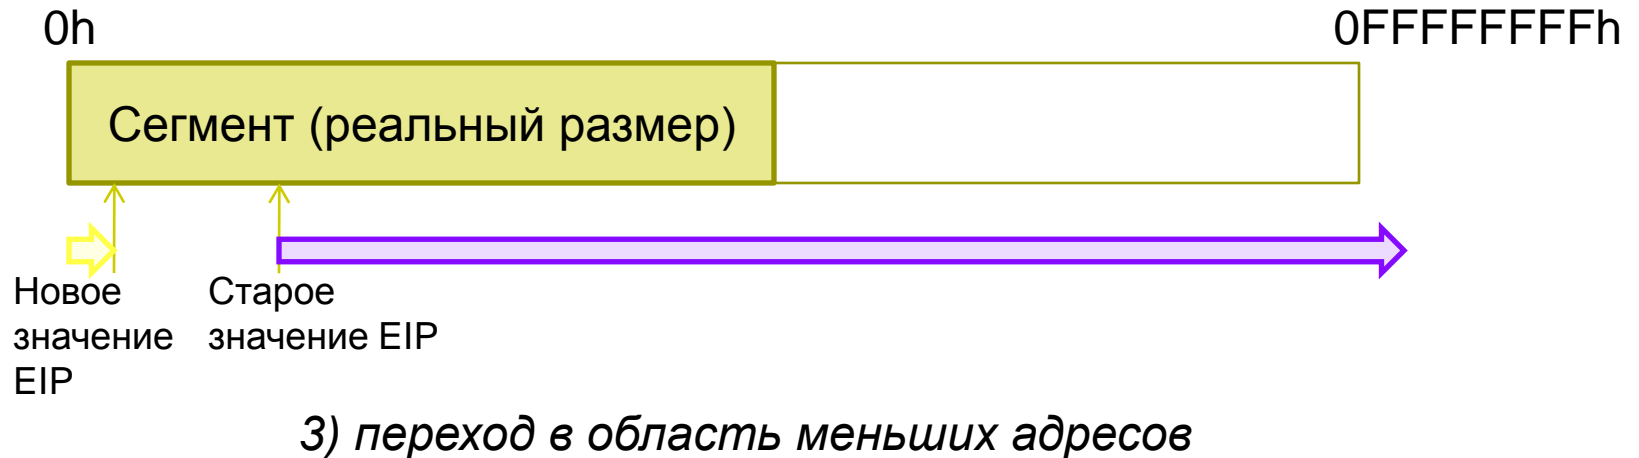 0h
0FFFFFFFFh
Сегмент (реальный размер)
Новое
значение
EIP
Старое
значение EIP
3) переход в область меньших адресов